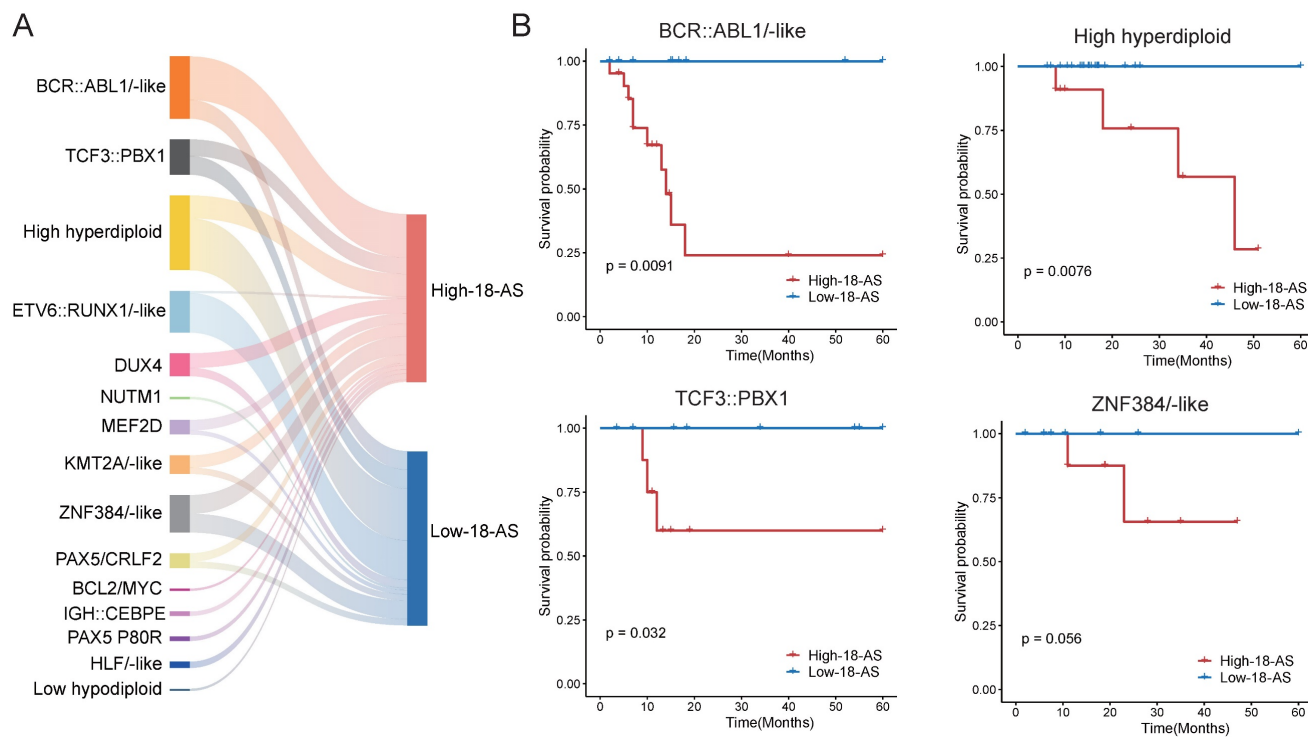 A
BCR::ABL1/-like
TCF3::PBX1
High hyperdiploid
ETV6::RUNX1/-like
DUX4
NUTM1
MEF2D
KMT2A/-like
ZNF384/-like
PAX5/CRLF2
BCL2/MYC
IGH::CEBPE
PAX5 P80R
HLF/-like
Low hypodiploid
High-18-AS
Low-18-AS
B
BCR::ABL1/-like
Survival probability
1.00
0.75
0.50
0.25
0.00
p = 0.0091
High-18-AS
Low-18-AS
0 10 20 30 40 50 60
Time(Months)
High hyperdiploid
Survival probability
1.00
0.75
0.50
0.25
0.00
p = 0.0076
High-18-AS
Low-18-AS
0 10 20 30 40 50 60
Time(Months)
TCF3::PBX1
Survival probability
1.00
0.75
0.50
0.25
0.00
p = 0.032
High-18-AS
Low-18-AS
0 10 20 30 40 50 60
Time(Months)
ZNF384/-like
Survival probability
1.00
0.75
0.50
0.25
0.00
p = 0.056
High-18-AS
Low-18-AS
0 10 20 30 40 50 60
Time(Months)